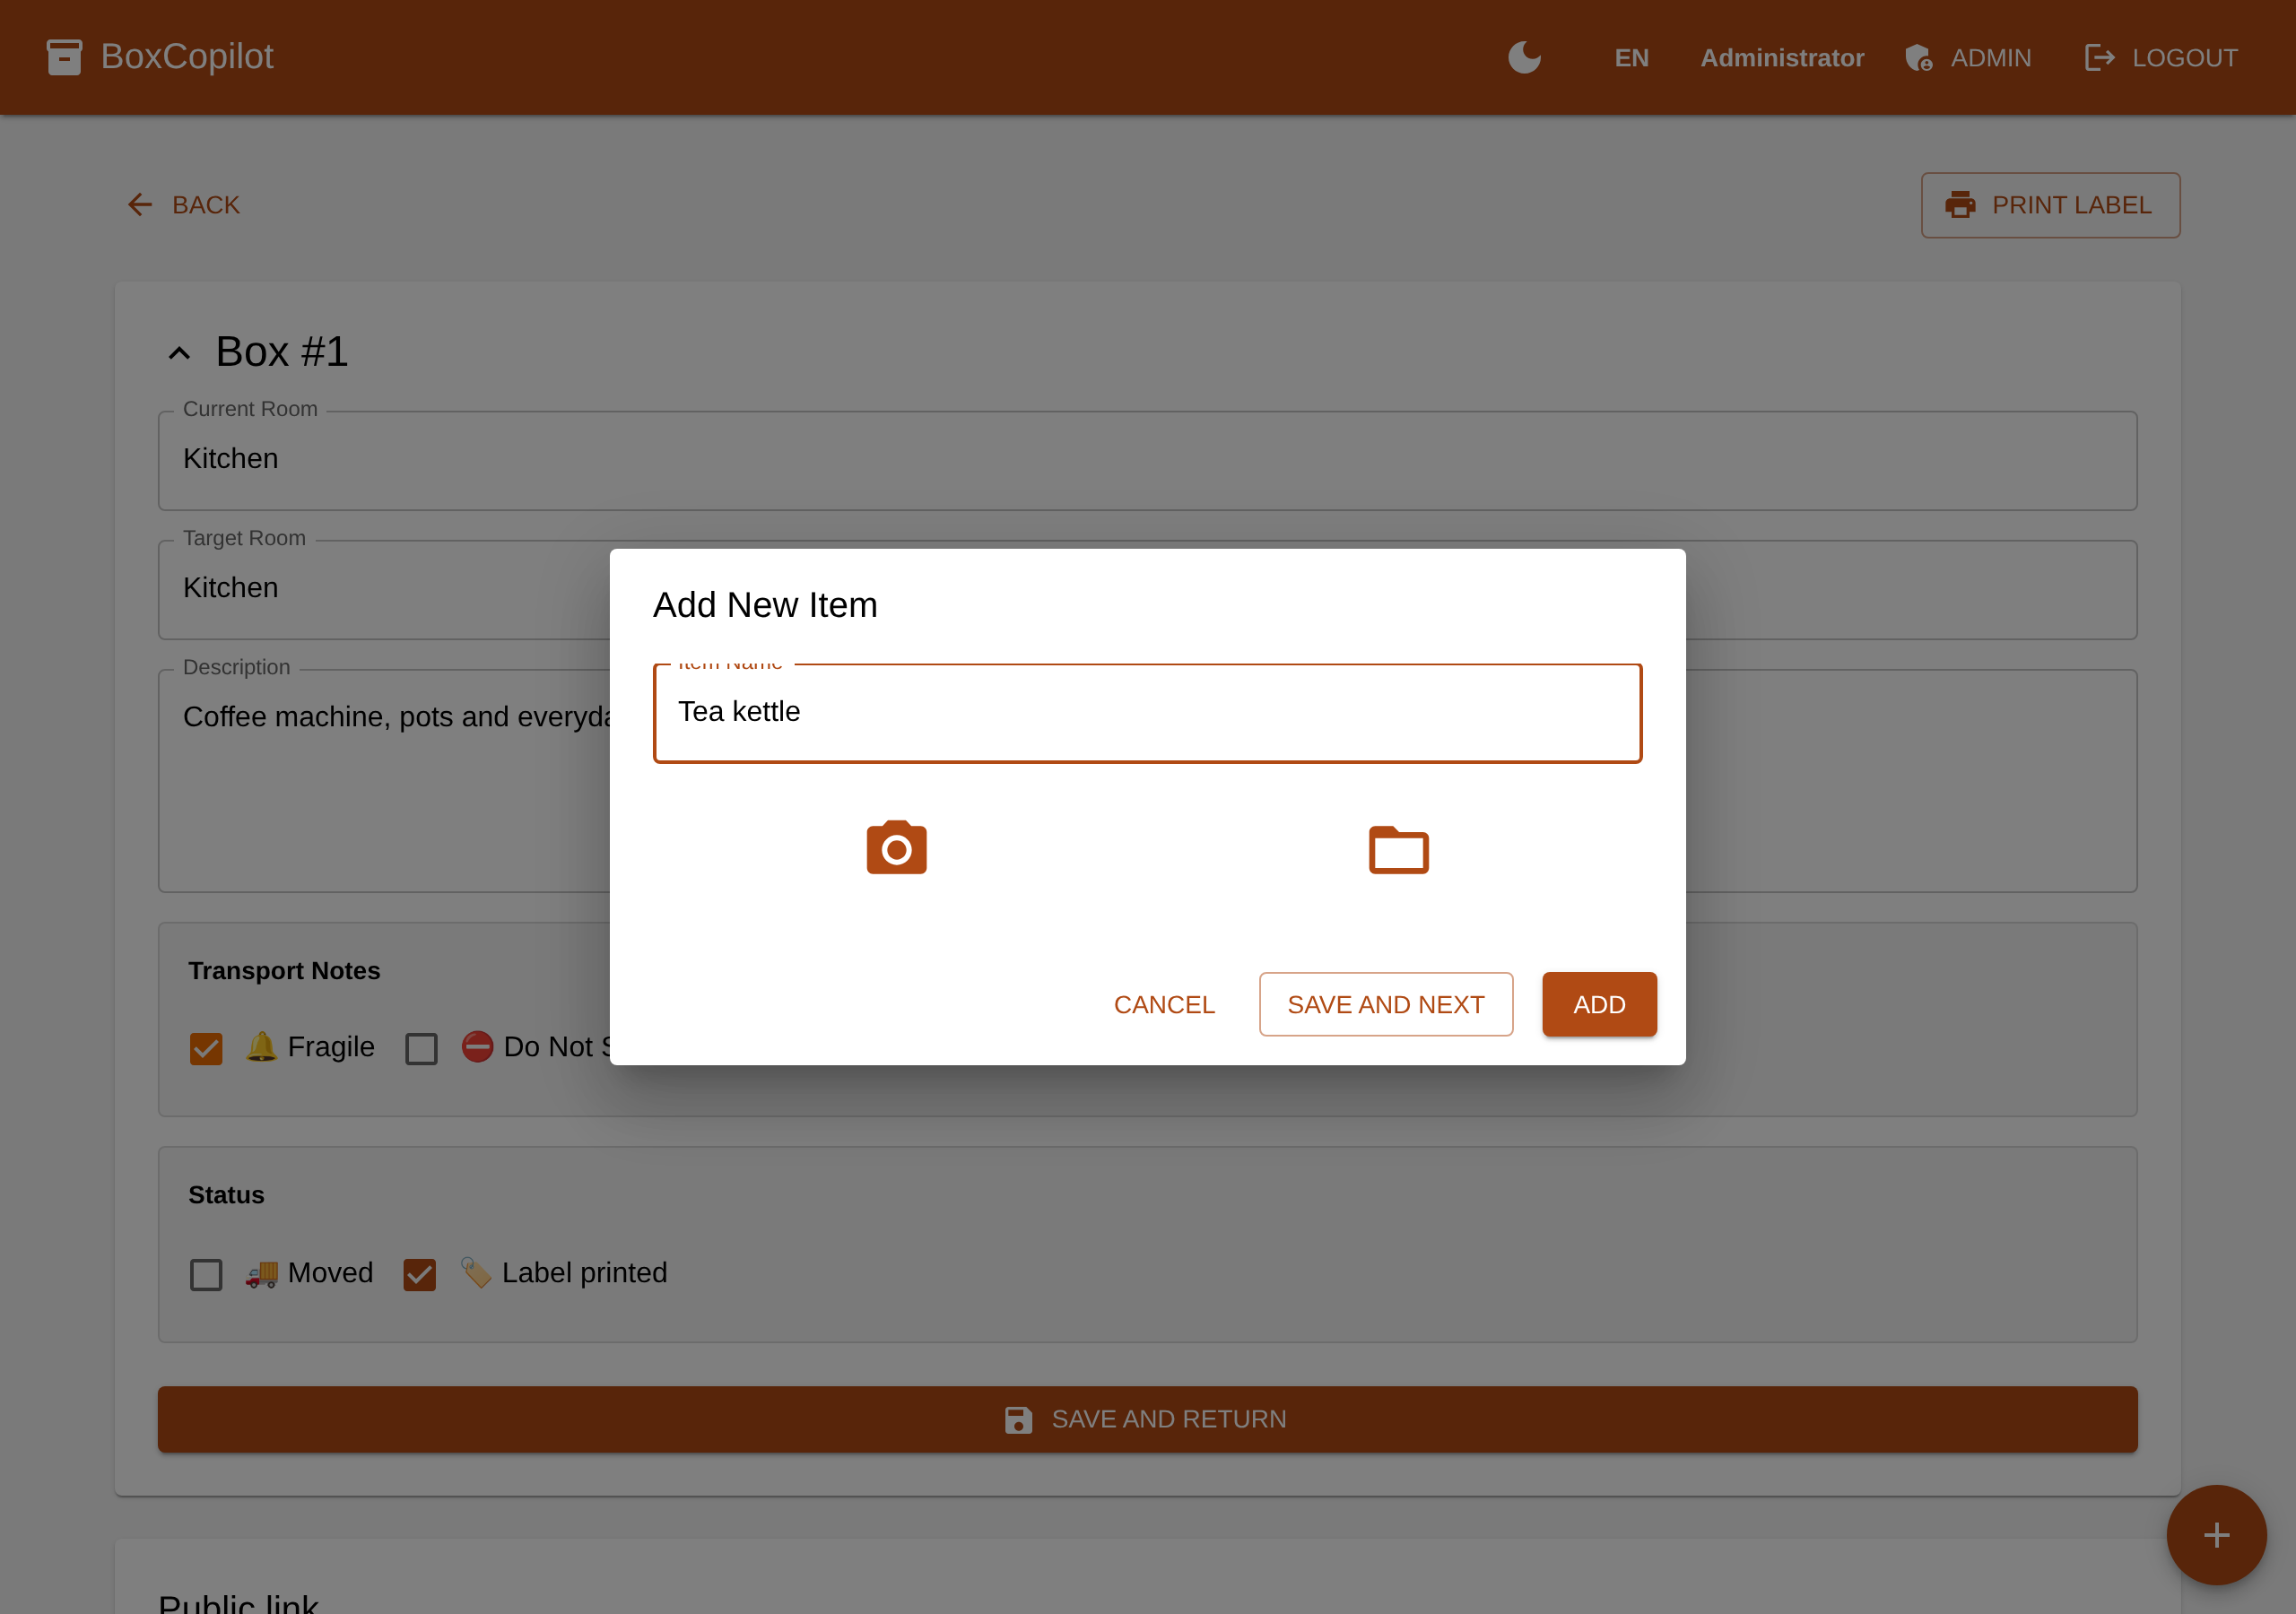 BoxCopilot
EN
Administrator
ADMIN
LOGOUT
BACK
PRINT LABEL
Box #1
Current Room
Kitchen
Target Room
Kitchen
Description
Coffee machine, pots and
Transport Notes
Fragile
Do Not
Status
Moved
Label printed
SAVE AND RETURN
Public link
Add New Item
Item Name
Tea kettle
CANCEL
SAVE AND NEXT
ADD